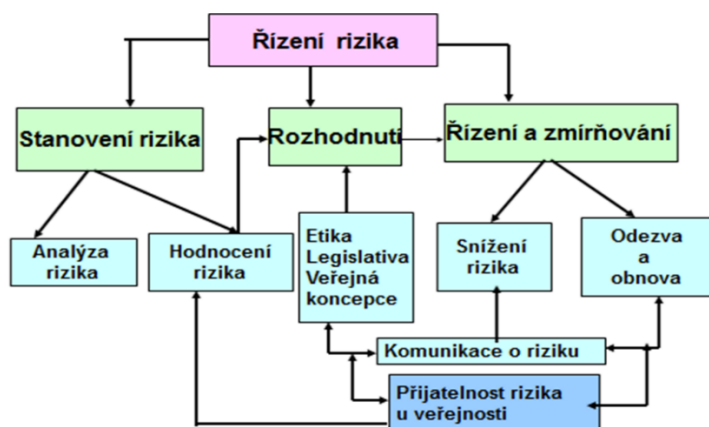 Řízení rizika
Stanovení rizika
Rozhodnutí
Řízení a zmírňování
Analýza
rizika
Hodnocení
rizika
Etika
Legislativa
Veřejná
koncepce
Snížení
rizika
Odezva
a
obnova
Komunikace o riziku
Přijatelnost rizika
u veřejnosti